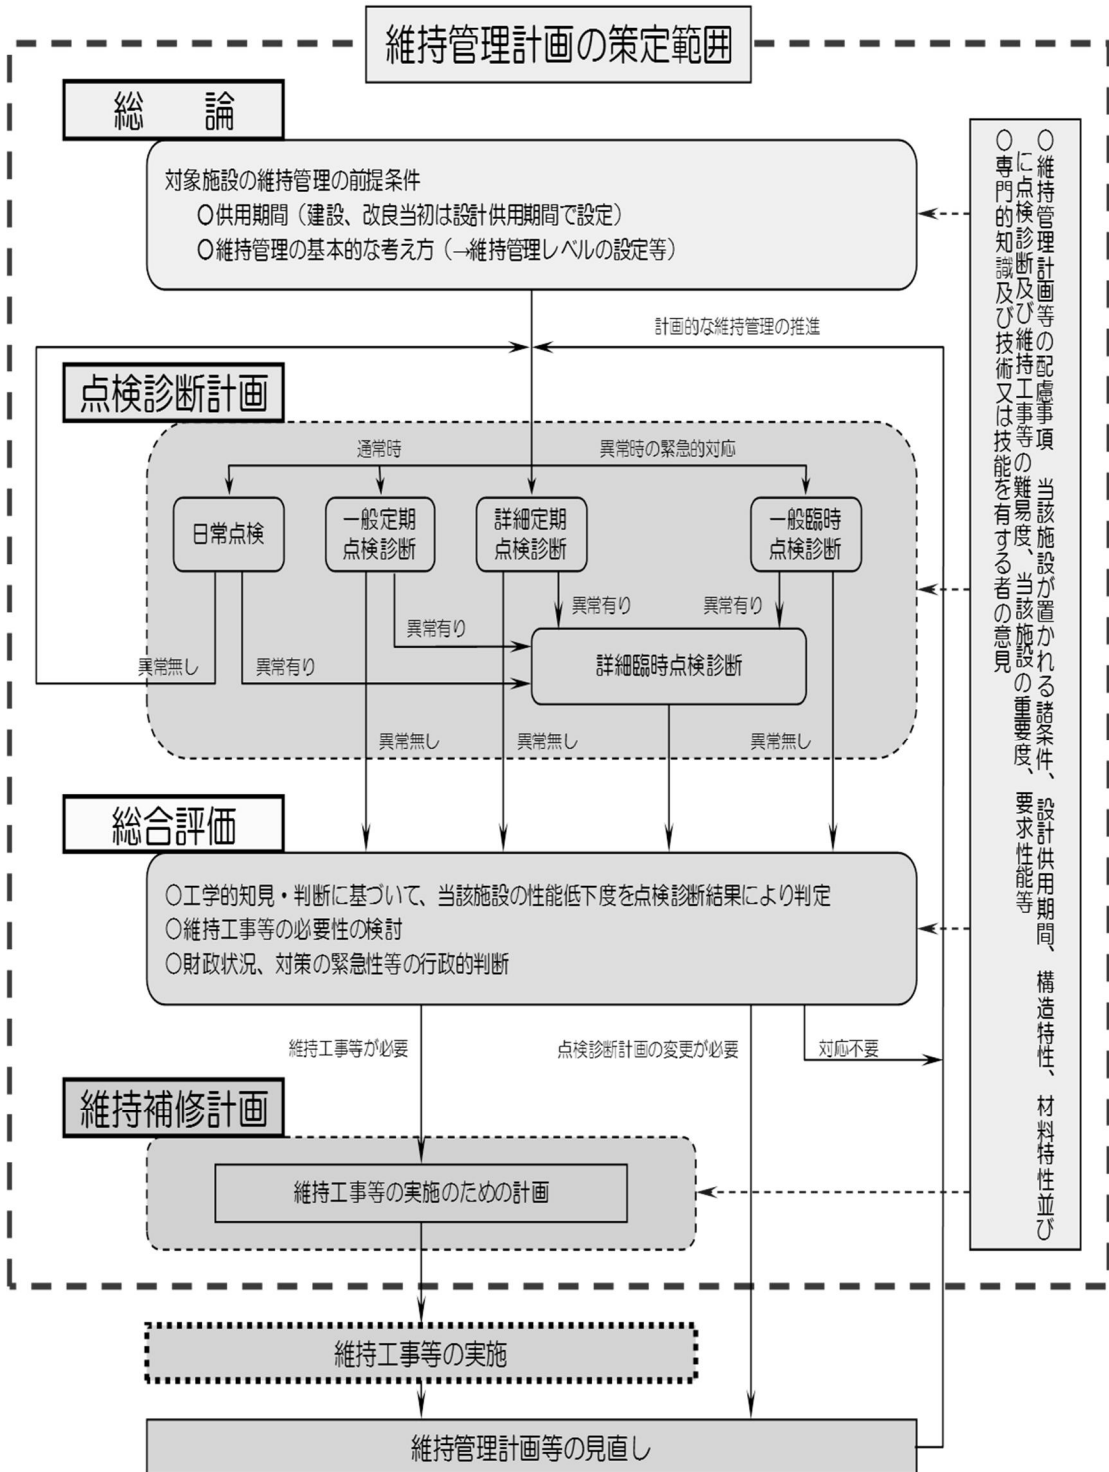 維持管理計画の策定範囲
総　論
対象施設の維持管理の前提条件
○供用期間（建設、改良当初は設計供用期間で設定）
○維持管理の基本的な考え方（→維持管理レベルの設定等）
計画的な維持管理の推進
点検診断計画
通常時
異常時の緊急的対応
日常点検
一般定期
点検診断
詳細定期
点検診断
一般臨時
点検診断
異常有り
異常有り
異常有り
詳細臨時点検診断
異常無し
異常有り
異常無し
異常無し
異常無し
総合評価
○工学的知見・判断に基づいて、当該施設の性能低下度を点検診断結果により判定
○維持工事等の必要性の検討
○財政状況、対策の緊急性等の行政的判断
維持工事等が必要
点検診断計画の変更が必要
対応不要
維持補修計画
維持工事等の実施のための計画
維持工事等の実施
維持管理計画等の見直し
○維持管理計画等の配慮事項　当該施設が置かれる諸条件、設計供用期間、構造特性、材料特性並び
に点検診断及び維持工事等の難易度、当該施設の重要度、要求性能等
○専門的知識及び技術又は技能を有する者の意見